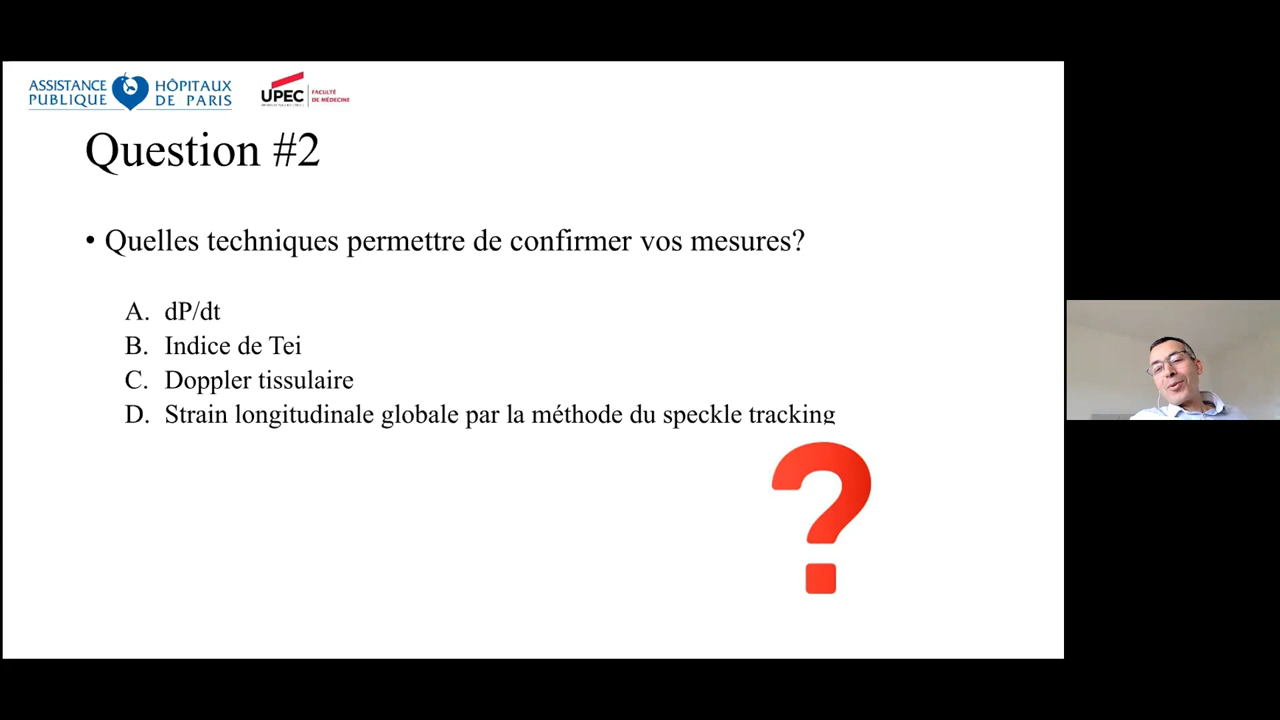 ASSISTANCE HÔPITAUX
PUBLIQUE DE PARIS
UPEC FACULTÉ
DE MÉDECINE
Question #2
• Quelles techniques permettre de confirmer vos mesures?
A. dP/dt
B. Indice de Tei
C. Doppler tissulaire
D. Strain longitudinale globale par la méthode du speckle tracking
?